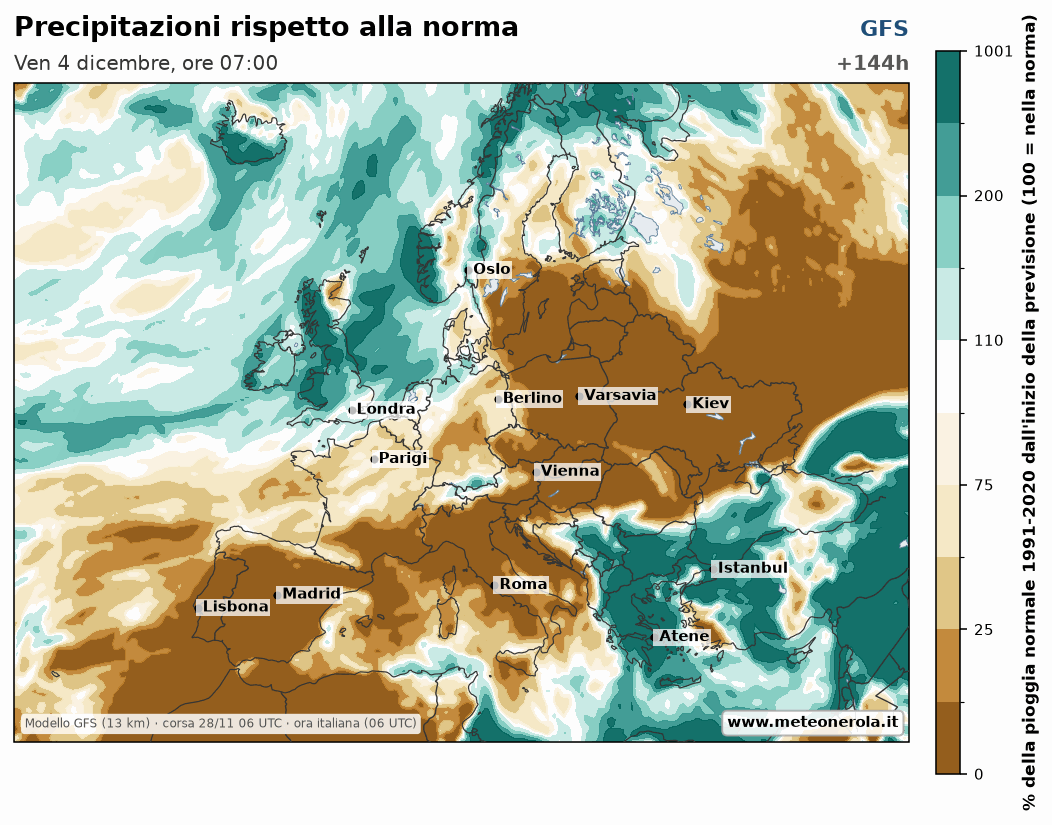 Precipitazioni rispetto alla norma
GFS
Ven 4 dicembre, ore 07:00
+144h
1001
200
110
75
25
0
% della pioggia normale 1991-2020 dall'inizio della previsione (100 = nella norma)
Oslo
Londra
Berlino
Varsavia
Kiev
Parigi
Vienna
Istanbul
Roma
Madrid
Lisbona
Atene
Modello GFS (13 km) · corsa 28/11 06 UTC · ora italiana (06 UTC)
www.meteonerola.it